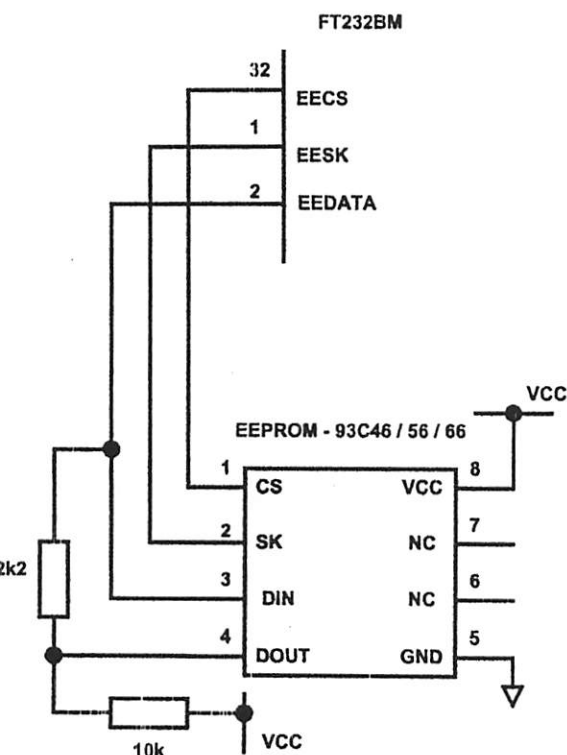 FT232BM
32
EECS
1
EESK
2
EEDATA
VCC
EEPROM - 93C46 / 56 / 66
1
CS
VCC
8
2
SK
NC
7
3
DIN
NC
6
4
DOUT
GND
5
2k2
10k
VCC